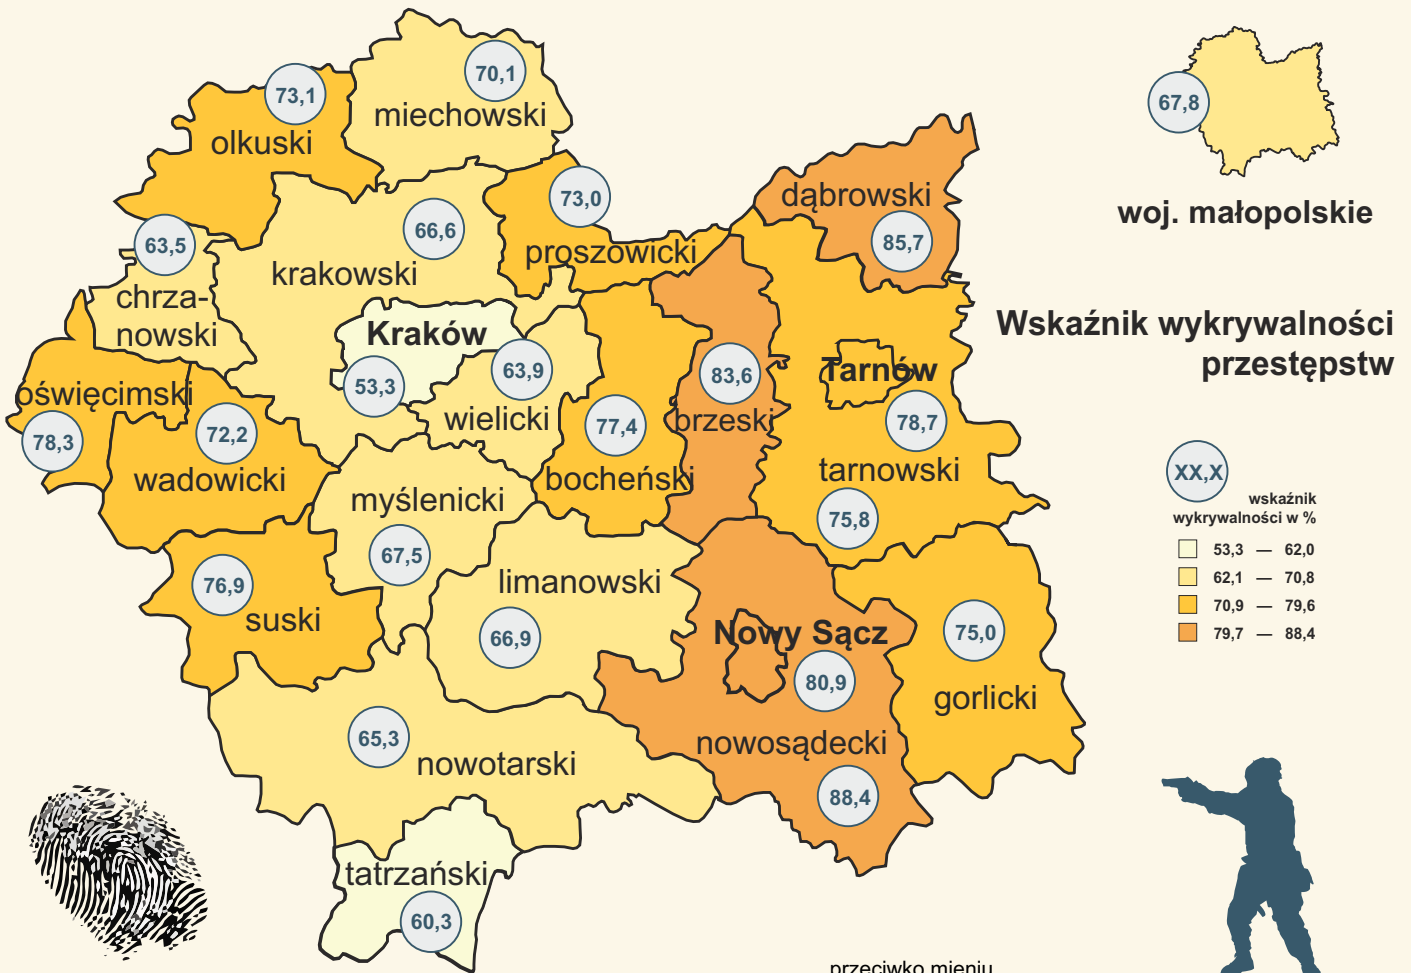 70,1
miechowski
73,1
olkuski
67,8
woj. małopolskie
73,0
proszowicki
dąbrowski
85,7
66,6
krakowski
63,5
chrza-
nowski
Kraków
53,3
63,9
wielicki
Wskaźnik wykrywalności
przestępstw
83,6
brzeski
Tarnów
78,7
tarnowski
75,8
oświęcimski
78,3
72,2
wadowicki
77,4
bocheński
myślenicki
67,5
76,9
suski
limanowski
66,9
Nowy Sącz
80,9
nowosądecki
88,4
75,0
gorlicki
65,3
nowotarski
tatrzański
60,3
XX,X
wskaźnik
wykrywalności w %
53,3 — 62,0
62,1 — 70,8
70,9 — 79,6
79,7 — 88,4
przeciwko mieniu